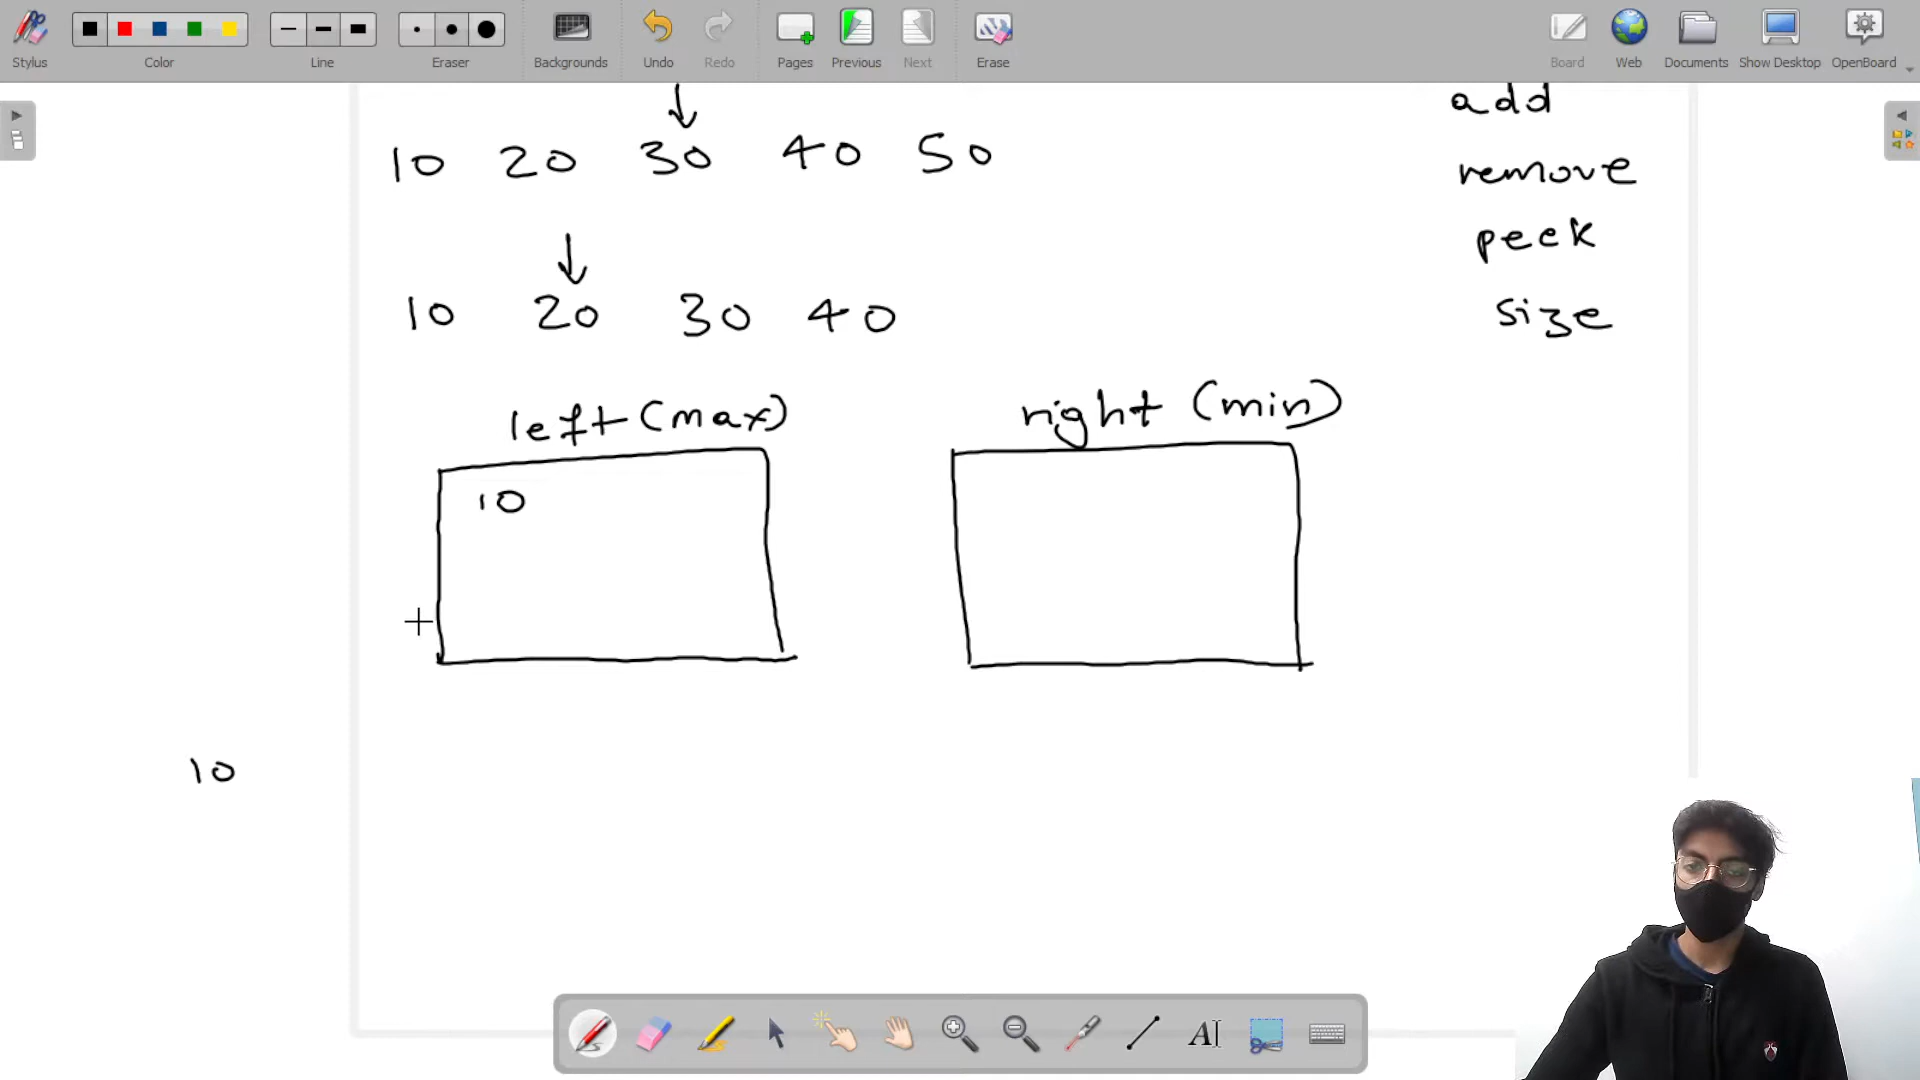 Stylus Color Line Eraser Backgrounds Undo Redo Pages Previous Next Erase Board Web Documents Show Desktop OpenBoard
add
10 20 30 40 50
remove
peek
10 20 30 40
size
left (max) right (min)
10
10
A